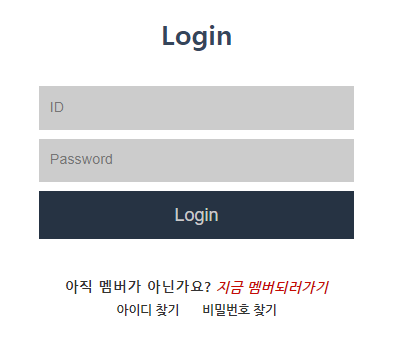 Login
ID
Password
Login
아직 멤버가 아닌가요? 지금 멤버되러가기
아이디 찾기 비밀번호 찾기